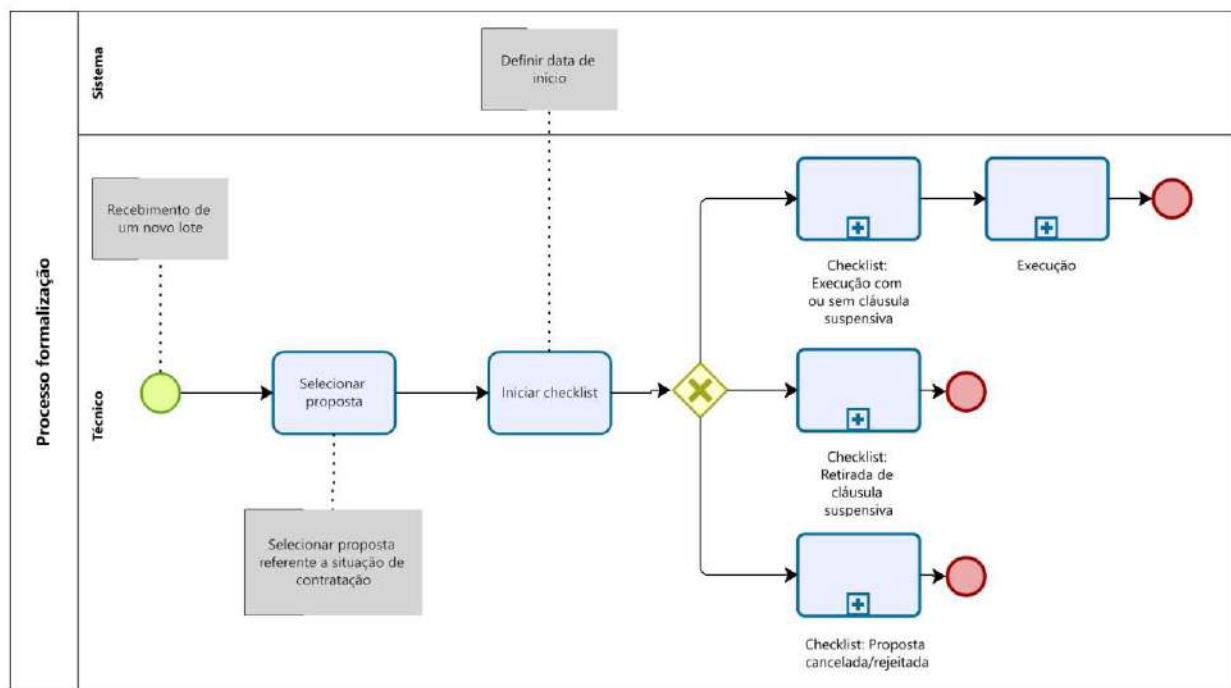 Processo formalização
Sistema
Definir data de
início
Técnico
Recebimento de
um novo lote
Selecionar
proposta
Selecionar proposta
referente a situação de
contratação
Iniciar checklist
Checklist:
Execução com
ou sem cláusula
suspensiva
Execução
Checklist:
Retirada de
cláusula
suspensiva
Checklist: Proposta
cancelada/rejeitada